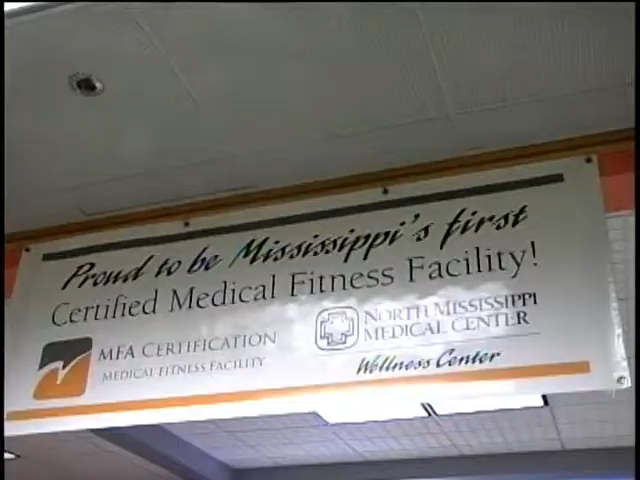 Proud to be Mississippi's first
Certified Medical Fitness Facility!
MFA CERTIFICATION
MEDICAL FITNESS FACILITY
NORTH MISSISSIPPI
MEDICAL CENTER
Wellness Center